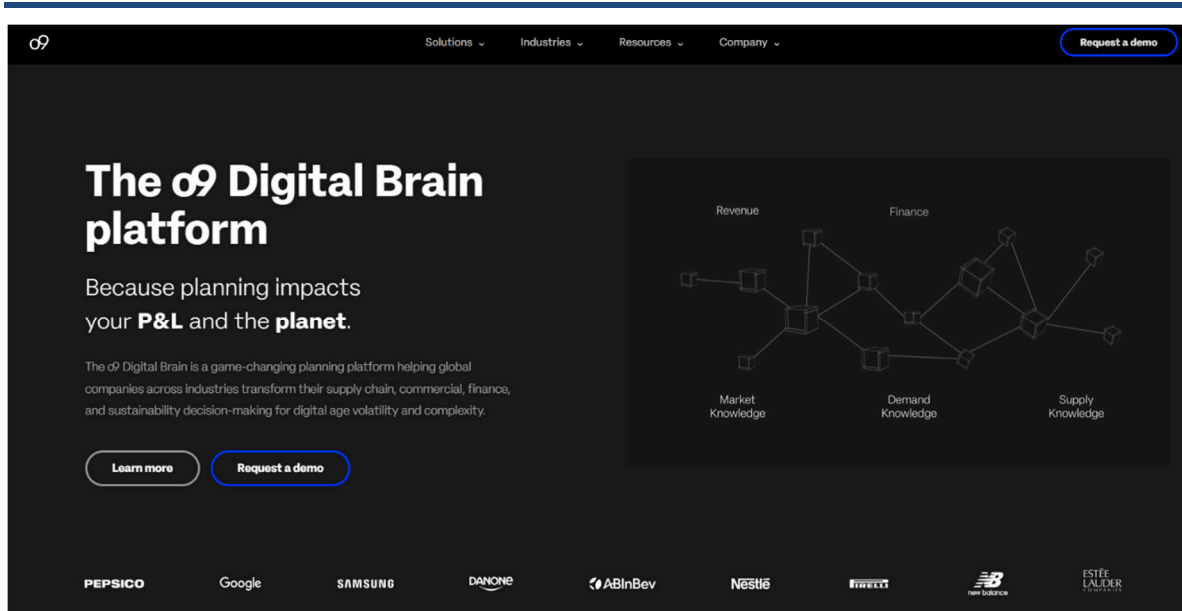 o9 Solutions Industries Resources Company Request a demo
The o9 Digital Brain
platform
Because planning impacts
your P&L and the planet.
The o9 Digital Brain is a game-changing planning platform helping global
companies across industries transform their supply chain, commercial, finance,
and sustainability decision-making for digital age volatility and complexity.
Learn more Request a demo
Revenue Finance
Market
Knowledge
Demand
Knowledge
Supply
Knowledge
PEPSICO Google SAMSUNG DANONE ABInBev Nestlé PIRELLI NB new balance ESTĒE LAUDER COMPANIES